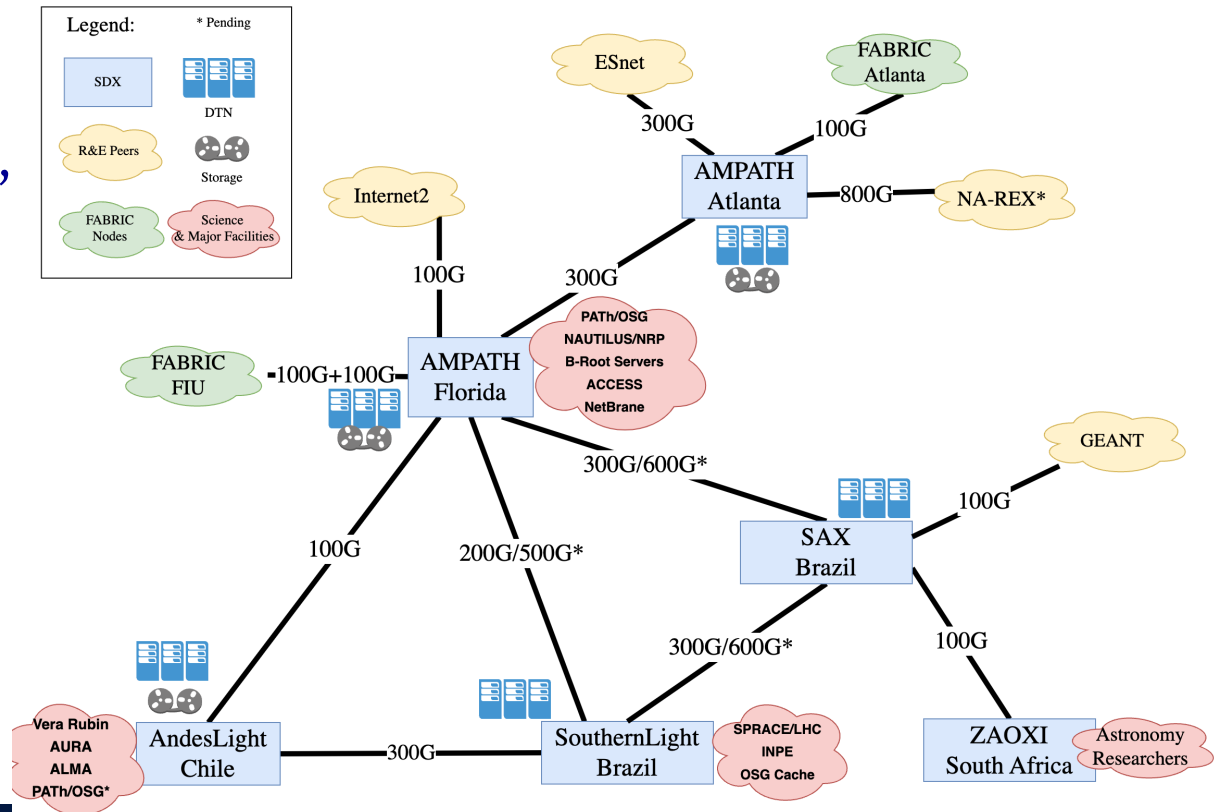 ,
Legend:
* Pending
SDX
DTN
R&E Peers
Storage
FABRIC
Nodes
Science
& Major Facilities
ESnet
FABRIC
Atlanta
300G
100G
AMPATH
Atlanta
800G
NA-REX*
Internet2
100G
300G
PATh/OSG
NAUTILUS/NRP
B-Root Servers
ACCESS
NetBrane
FABRIC
FIU
100G+100G
AMPATH
Florida
300G/600G*
GEANT
100G
100G
200G/500G*
SAX
Brazil
300G/600G*
100G
Vera Rubin
AURA
ALMA
PATh/OSG*
AndesLight
Chile
300G
SouthernLight
Brazil
SPRACE/LHC
INPE
OSG Cache
ZAOXI
South Africa
Astronomy
Researchers